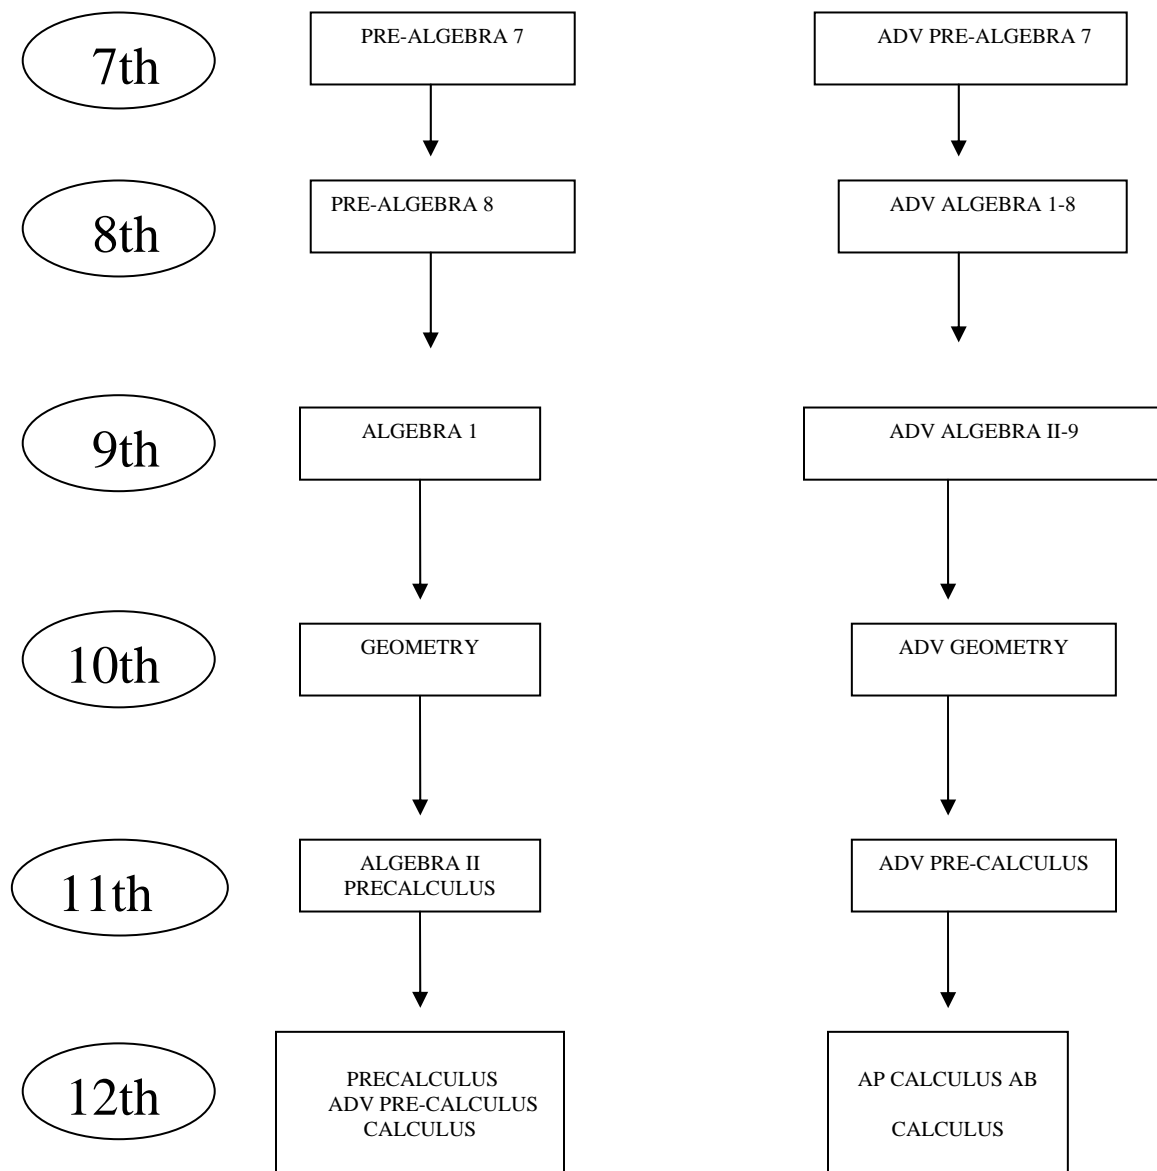 7th
PRE-ALGEBRA 7
ADV PRE-ALGEBRA 7
8th
PRE-ALGEBRA 8
ADV ALGEBRA 1-8
9th
ALGEBRA 1
ADV ALGEBRA II-9
10th
GEOMETRY
ADV GEOMETRY
11th
ALGEBRA II
PRECALCULUS
ADV PRE-CALCULUS
12th
PRECALCULUS
ADV PRE-CALCULUS
CALCULUS
AP CALCULUS AB
CALCULUS